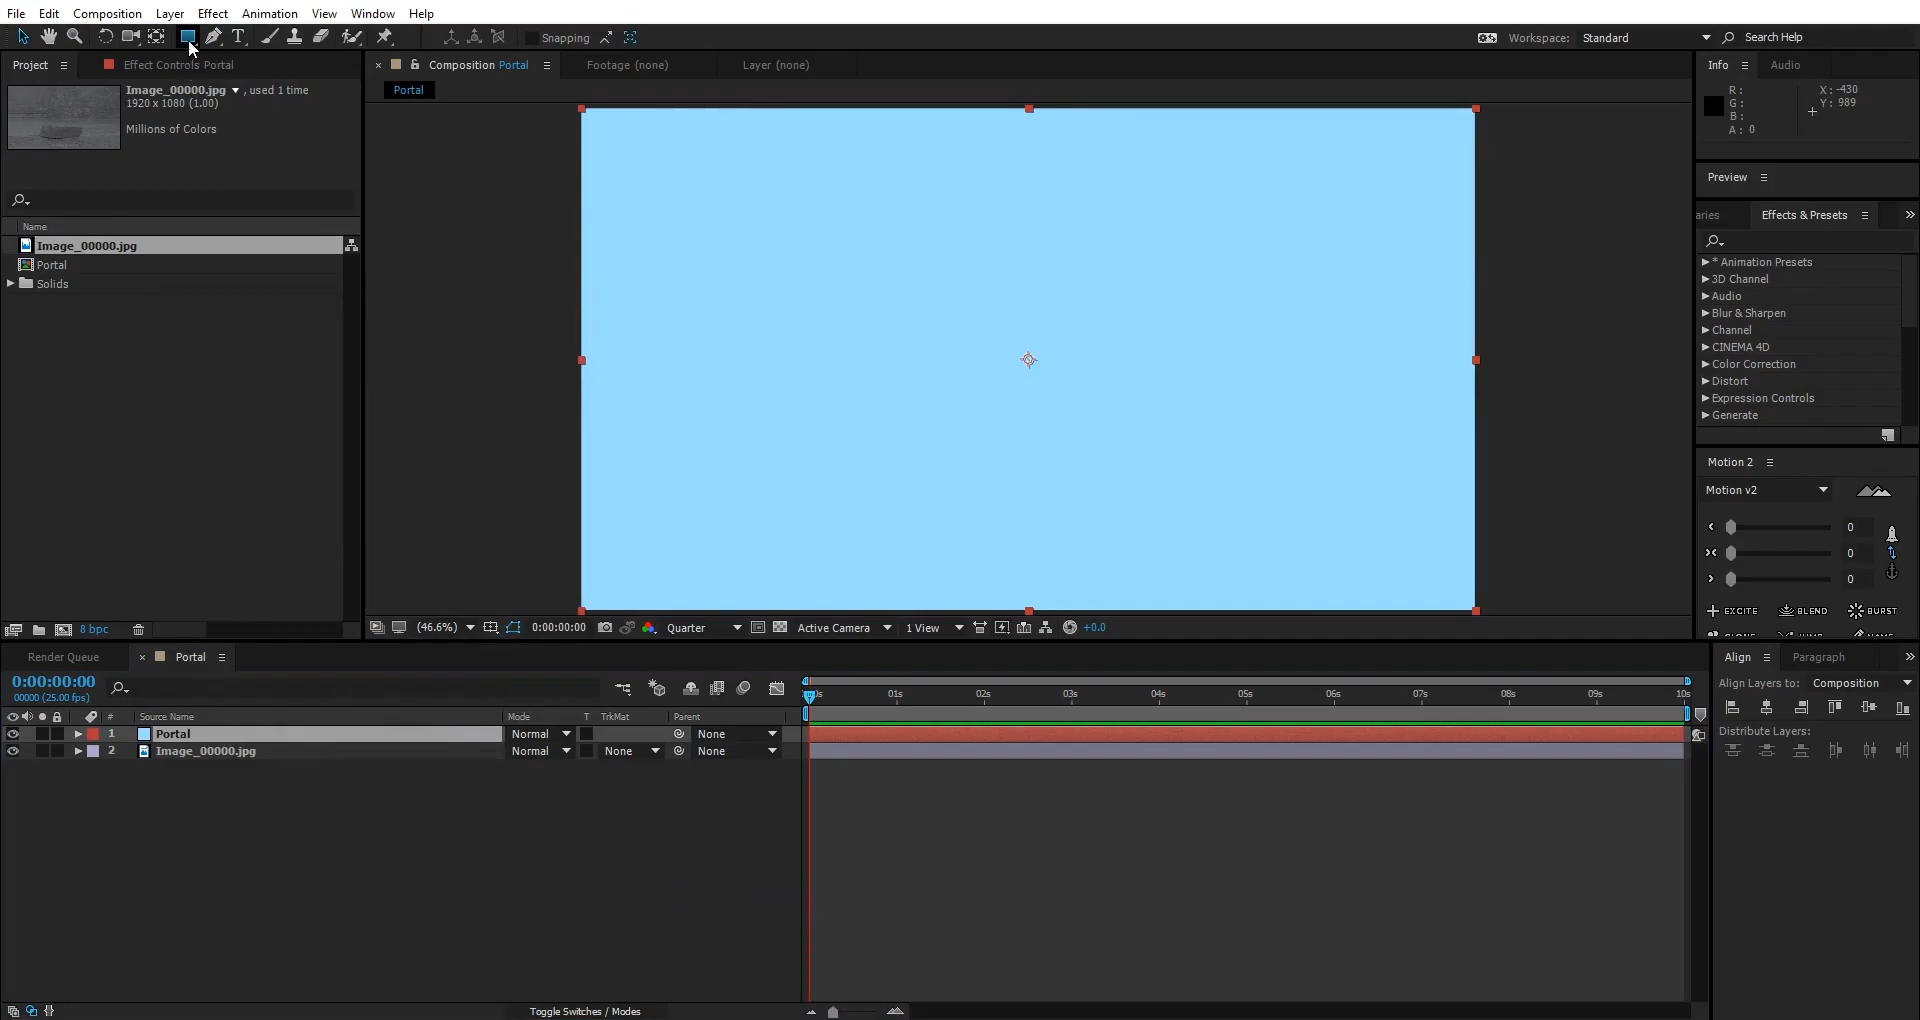 File Edit Composition Layer Effect Animation View Window Help
Snapping
Workspace: Standard
Search Help
Project
Effect Controls Portal
Image_00000.jpg , used 1 time
1920 x 1080 (1.00)
Millions of Colors
Name
Image_00000.jpg
Portal
Solids
8 bpc
Composition Portal
Footage (none)
Layer (none)
Portal
(46.6%)
0:00:00:00
Quarter
Active Camera
1 View
+0.0
Info
Audio
R:
G:
B:
A: 0
X: -430
Y: 989
Preview
aries
Effects & Presets
* Animation Presets
3D Channel
Audio
Blur & Sharpen
Channel
CINEMA 4D
Color Correction
Distort
Expression Controls
Generate
Motion 2
Motion v2
0
0
0
EXCITE BLEND BURST
Render Queue
Portal
0:00:00:00
00000 (25.00 fps)
# Source Name Mode T TrkMat Parent
1 Portal Normal None
2 Image_00000.jpg Normal None None
0s 01s 02s 03s 04s 05s 06s 07s 08s 09s 10s
Toggle Switches / Modes
Align
Paragraph
Align Layers to: Composition
Distribute Layers: